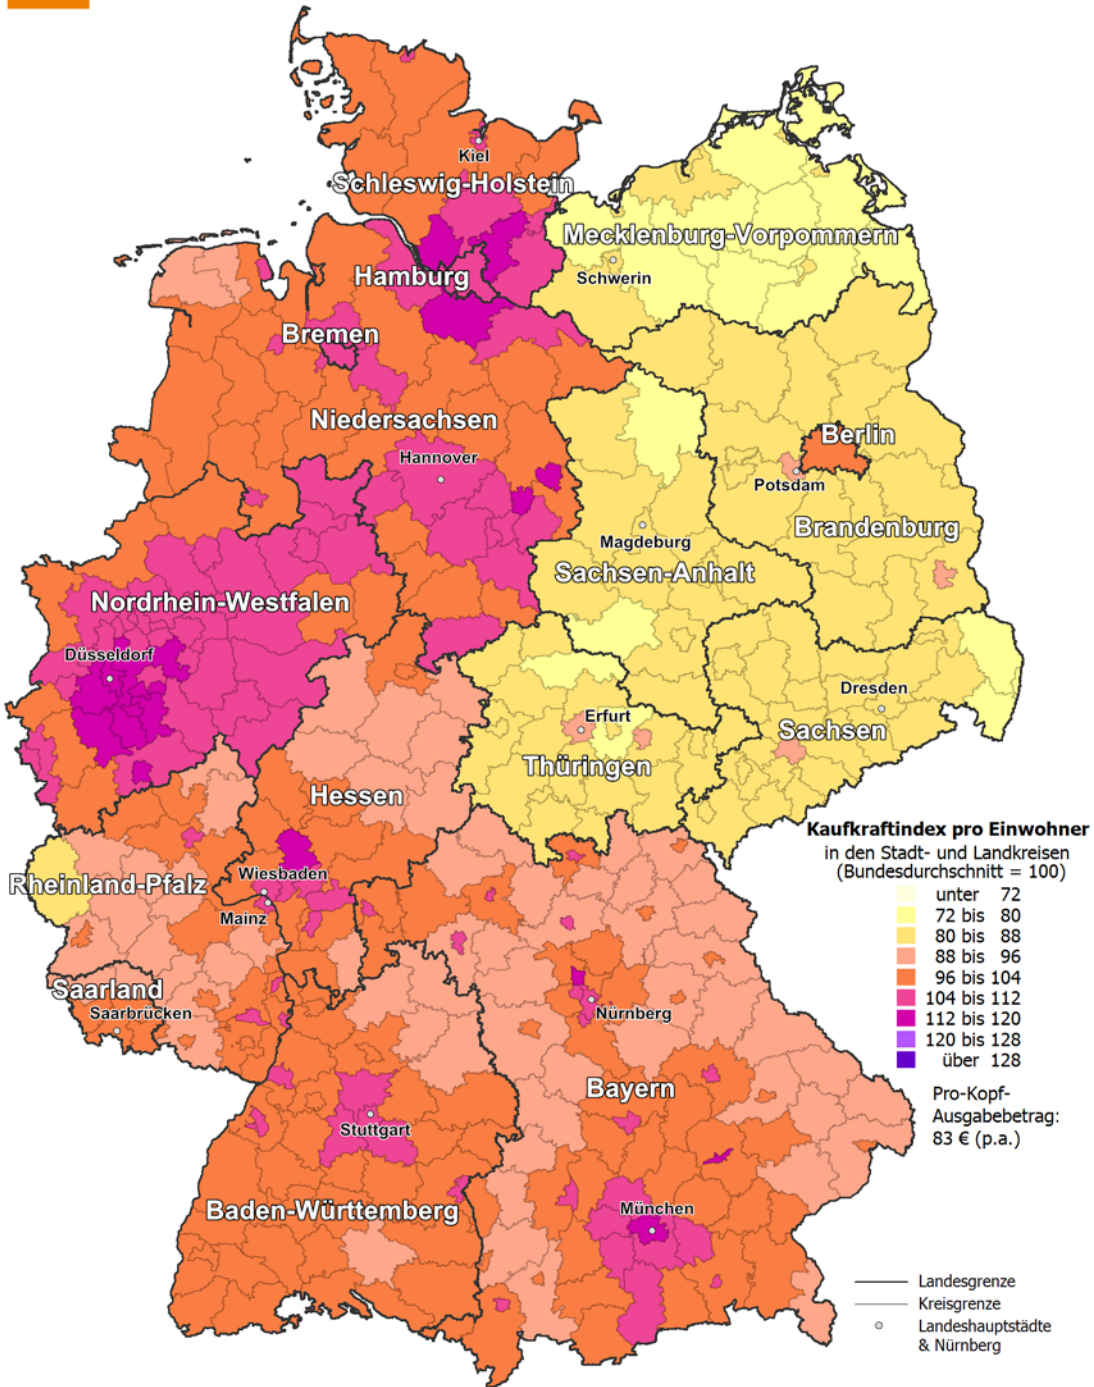 Kiel
Schleswig-Holstein
Mecklenburg-Vorpommern
Schwerin
Hamburg
Bremen
Niedersachsen
Hannover
Berlin
Potsdam
Brandenburg
Magdeburg
Sachsen-Anhalt
Nordrhein-Westfalen
Düsseldorf
Dresden
Erfurt
Sachsen
Thüringen
Hessen
Wiesbaden
Rheinland-Pfalz
Mainz
Saarland
Saarbrücken
Nürnberg
Bayern
Stuttgart
München
Baden-Württemberg
Kaufkraftindex pro Einwohner
in den Stadt- und Landkreisen
(Bundesdurchschnitt = 100)
unter 72
72 bis 80
80 bis 88
88 bis 96
96 bis 104
104 bis 112
112 bis 120
120 bis 128
über 128
Pro-Kopf-
Ausgabebetrag:
83 € (p.a.)
Landesgrenze
Kreisgrenze
Landeshauptstädte
& Nürnberg